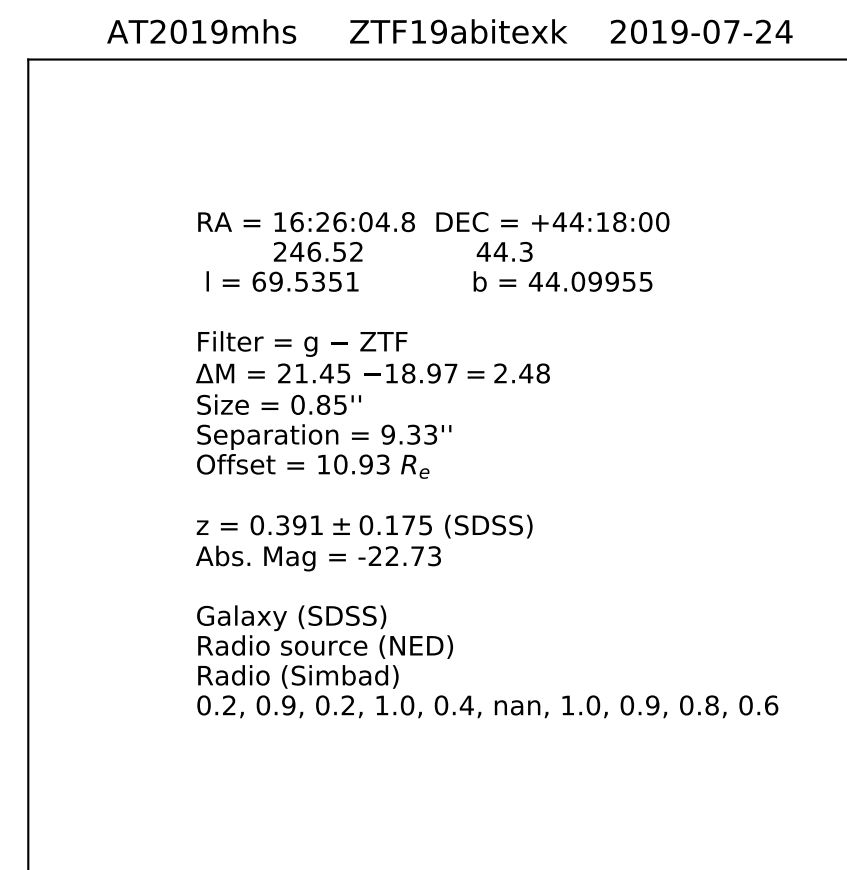 AT2019mhs ZTF19abitexk 2019-07-24
RA = 16:26:04.8 DEC = +44:18:00
246.52 44.3
l = 69.5351 b = 44.09955
Filter = g − ZTF
ΔM = 21.45 −18.97 = 2.48
Size = 0.85''
Separation = 9.33''
Offset = 10.93 Re
z = 0.391 ± 0.175 (SDSS)
Abs. Mag = -22.73
Galaxy (SDSS)
Radio source (NED)
Radio (Simbad)
0.2, 0.9, 0.2, 1.0, 0.4, nan, 1.0, 0.9, 0.8, 0.6